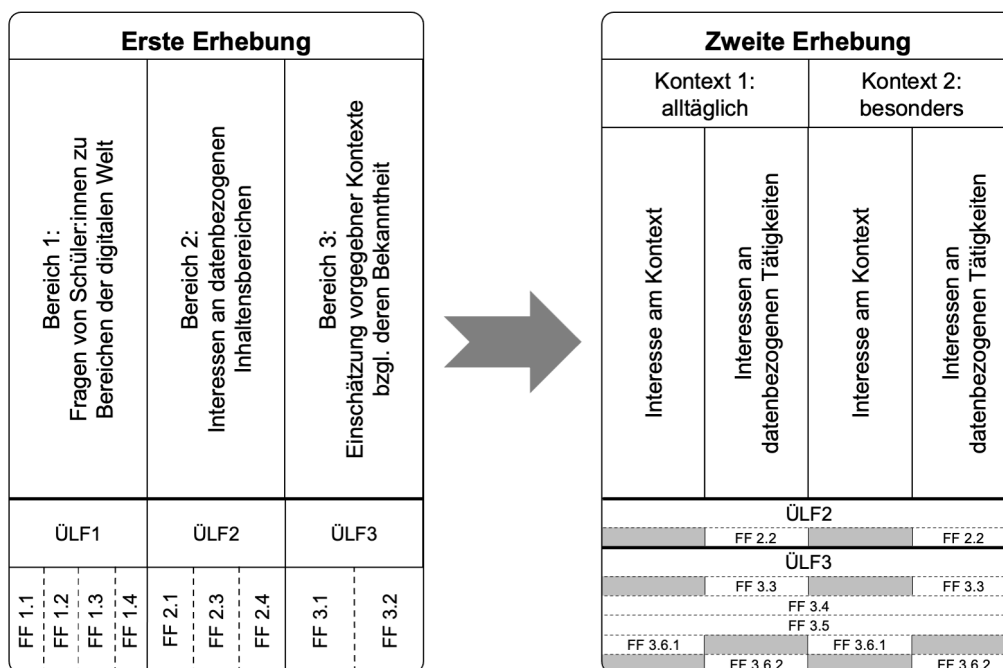 Erste Erhebung
Bereich 1:
Fragen von Schüler:innen zu
Bereichen der digitalen Welt
Bereich 2:
Interessen an datenbezogenen
Inhaltensbereichen
Bereich 3:
Einschätzung vorgegebner Kontexte
bzgl. deren Bekanntheit
ÜLF1
ÜLF2
ÜLF3
FF 1.1
FF 1.2
FF 1.3
FF 1.4
FF 2.1
FF 2.3
FF 2.4
FF 3.1
FF 3.2
Zweite Erhebung
Kontext 1:
alltäglich
Kontext 2:
besonders
Interesse am Kontext
Interessen an
datenbezogenen Tätigkeiten
Interesse am Kontext
Interessen an
datenbezogenen Tätigkeiten
ÜLF2
FF 2.2
FF 2.2
ÜLF3
FF 3.3
FF 3.3
FF 3.4
FF 3.5
FF 3.6.1
FF 3.6.1
FF 3.6.2
FF 3.6.2